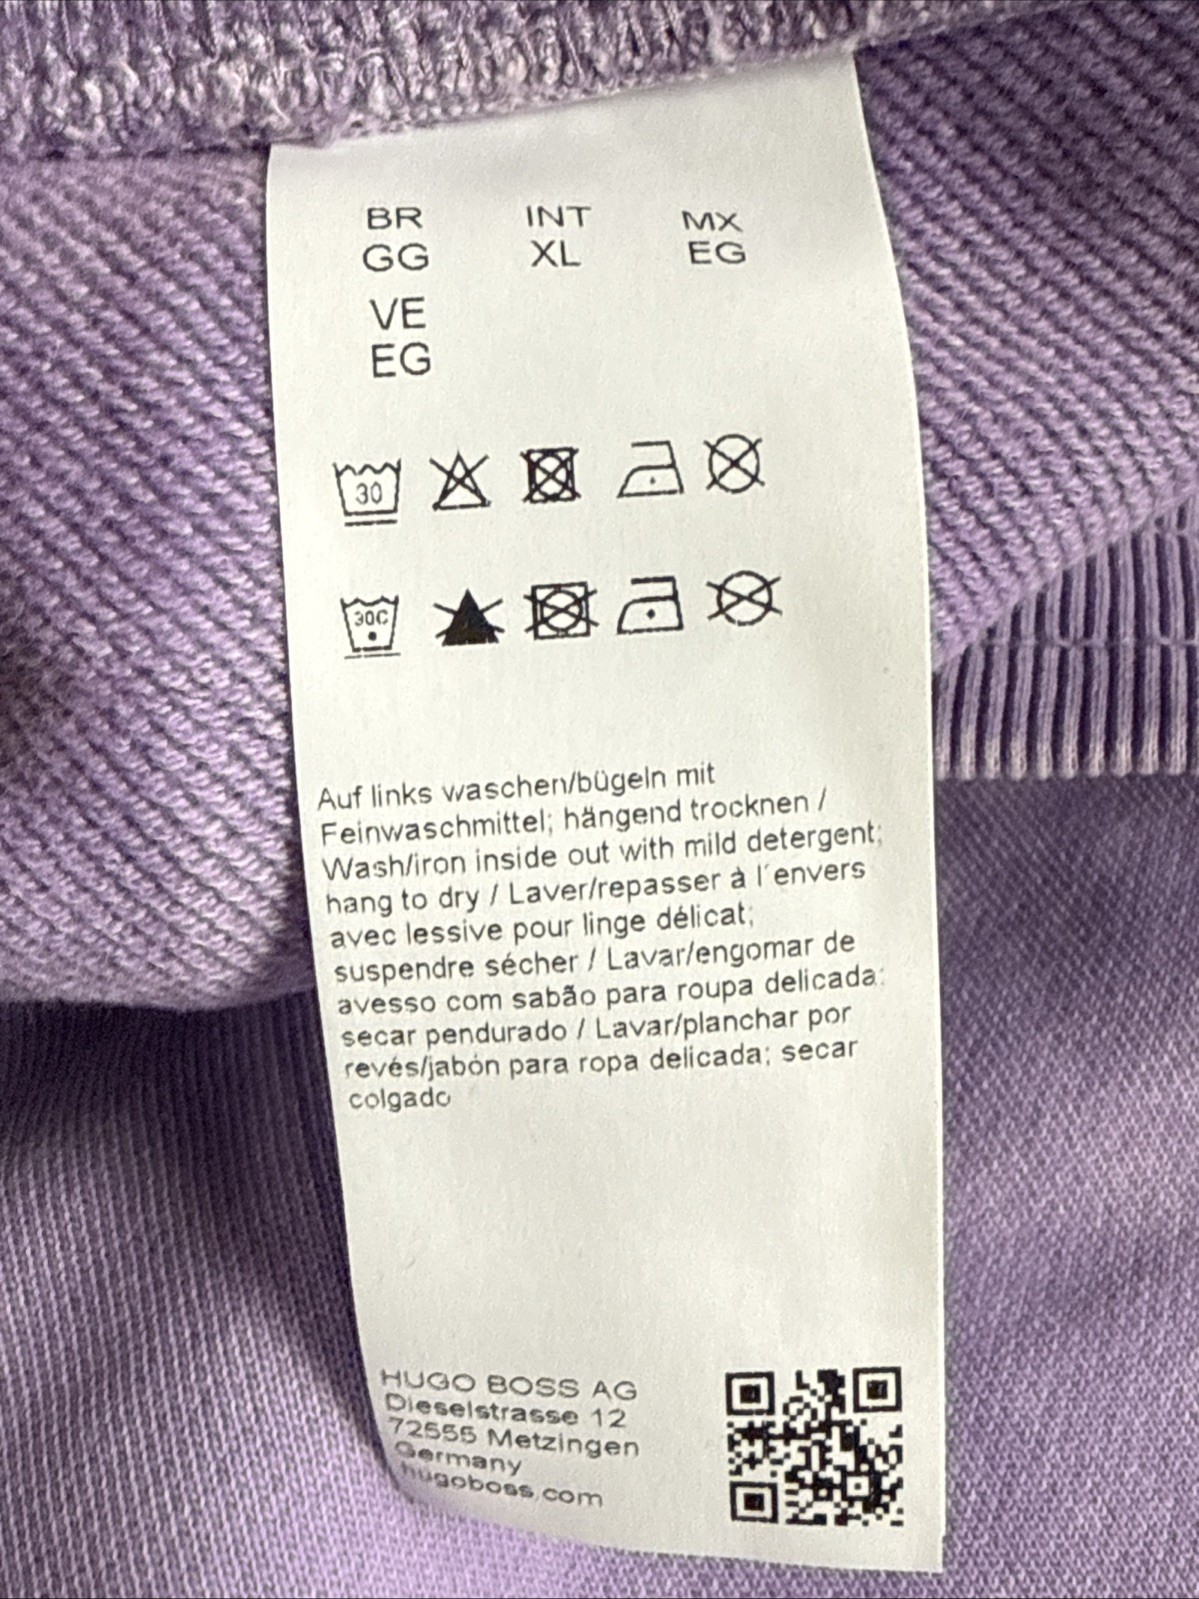 BR INT MX
GG XL EG
VE
EG
30
30C
Auf links waschen/bügeln mit
Feinwaschmittel; hängend trocknen /
Wash/iron inside out with mild detergent;
hang to dry / Laver/repasser à l´envers
avec lessive pour linge délicat;
suspendre sécher / Lavar/engomar de
avesso com sabão para roupa delicada;
secar pendurado / Lavar/planchar por
revés/jabón para ropa delicada; secar
colgado
HUGO BOSS AG
Dieselstrasse 12
72555 Metzingen
Germany
hugoboss.com